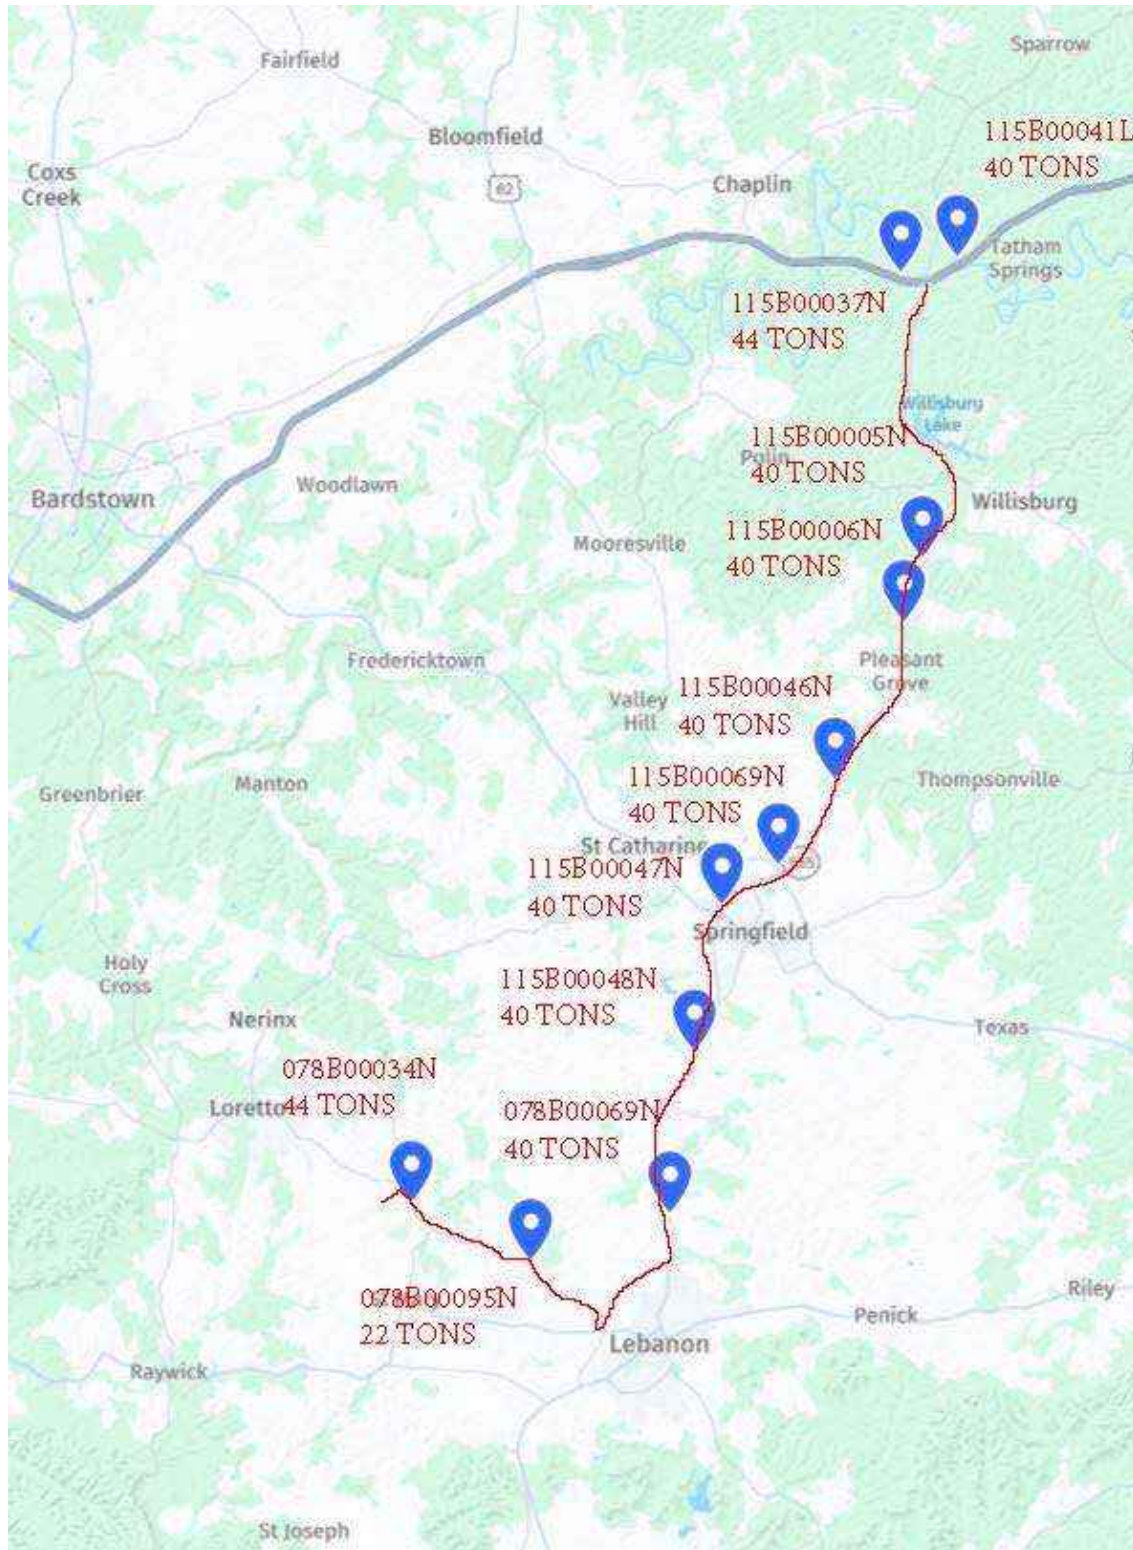 Sparrow
Fairfield
115B00041L
40 TONS
Bloomfield
Coxs
Creek
62
Chaplin
Tatham
Springs
115B00037N
44 TONS
Willisburg
Lake
115B00005N
40 TONS
Polin
Woodlawn
Bardstown
Willisburg
115B00006N
40 TONS
Mooresville
Fredericktown
Pleasant
Grove
115B00046N
40 TONS
Valley
Hill
Manton
Greenbrier
115B00069N
40 TONS
Thompsonville
St Catharine
115B00047N
40 TONS
Springfield
Holy
Cross
115B00048N
40 TONS
Nerinx
Texas
078B00034N
44 TONS
Loretto
078B00069N
40 TONS
078B00095N
22 TONS
Riley
Penick
Lebanon
Raywick
St Joseph